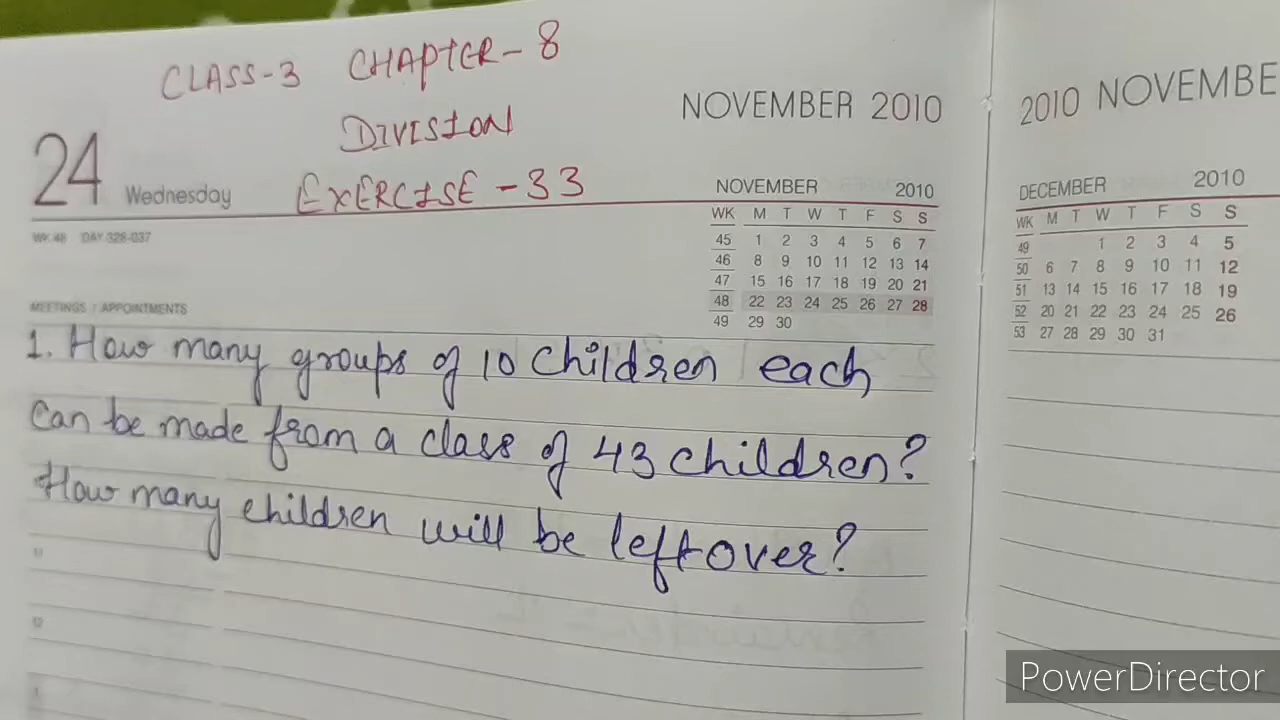 CLASS-3 CHAPTER-8
DIVISION
EXERCISE-33
24 Wednesday
WK 48 DAY 328-037
NOVEMBER 2010
NOVEMBER 2010
WK M T W T F S S
45 1 2 3 4 5 6 7
46 8 9 10 11 12 13 14
47 15 16 17 18 19 20 21
48 22 23 24 25 26 27 28
49 29 30
MEETINGS / APPOINTMENTS
1. How many groups of 10 children each
can be made from a class of 43 children?
How many children will be leftover?
2010 NOVEMBE
DECEMBER 2010
WK M T W T F S S
49 1 2 3 4 5
50 6 7 8 9 10 11 12
51 13 14 15 16 17 18 19
52 20 21 22 23 24 25 26
53 27 28 29 30 31
PowerDirector